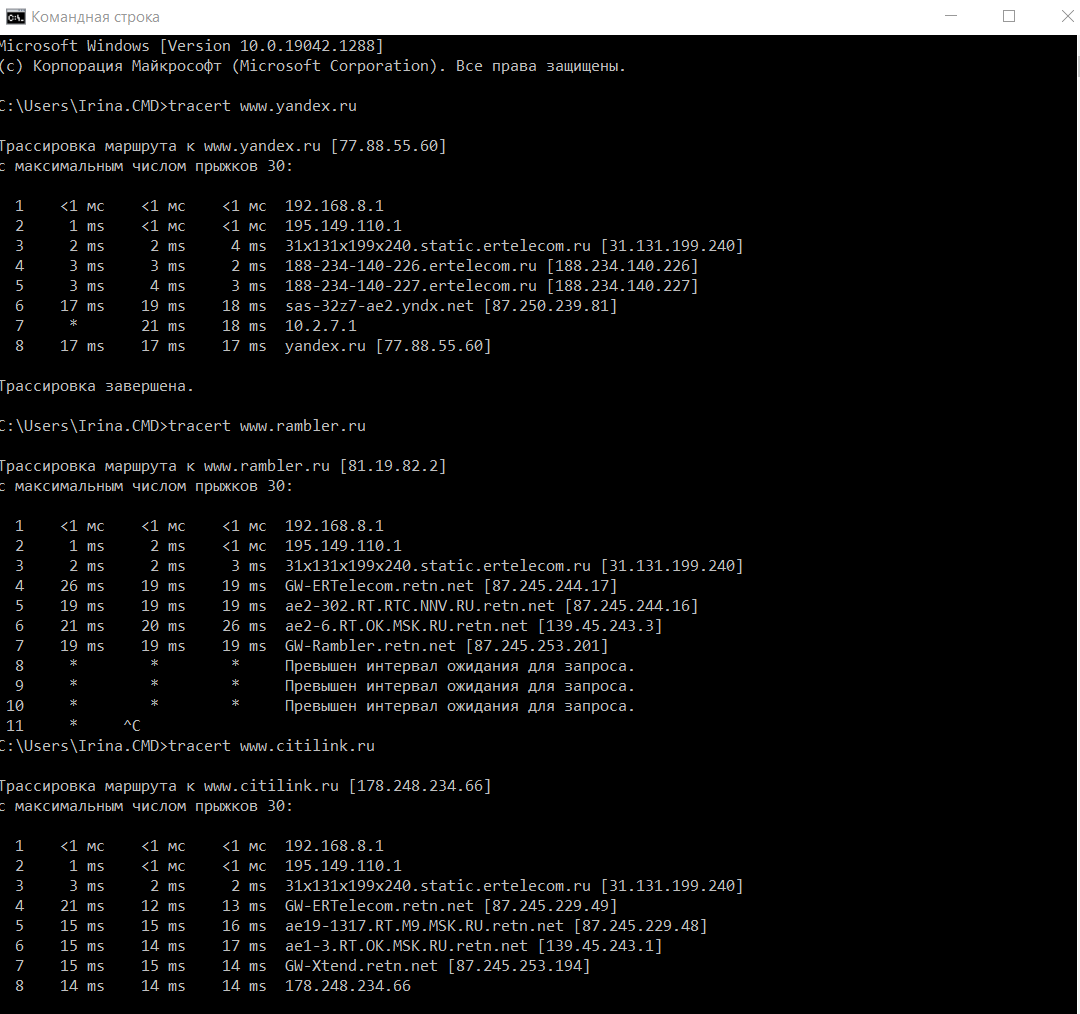 Командная строка
Microsoft Windows [Version 10.0.19042.1288]
(c) Корпорация Майкрософт (Microsoft Corporation). Все права защищены.
C:\Users\Irina.CMD>tracert www.yandex.ru
Трассировка маршрута к www.yandex.ru [77.88.55.60]
с максимальным числом прыжков 30:
1 <1 мс <1 мс <1 мс 192.168.8.1
2 1 ms <1 мс <1 мс 195.149.110.1
3 2 ms 2 ms 4 ms 31x131x199x240.static.ertelecom.ru [31.131.199.240]
4 3 ms 3 ms 2 ms 188-234-140-226.ertelecom.ru [188.234.140.226]
5 3 ms 4 ms 3 ms 188-234-140-227.ertelecom.ru [188.234.140.227]
6 17 ms 19 ms 18 ms sas-32z7-ae2.yndx.net [87.250.239.81]
7 * 21 ms 18 ms 10.2.7.1
8 17 ms 17 ms 17 ms yandex.ru [77.88.55.60]
Трассировка завершена.
C:\Users\Irina.CMD>tracert www.rambler.ru
Трассировка маршрута к www.rambler.ru [81.19.82.2]
с максимальным числом прыжков 30:
1 <1 мс <1 мс <1 мс 192.168.8.1
2 1 ms 2 ms <1 мс 195.149.110.1
3 2 ms 2 ms 3 ms 31x131x199x240.static.ertelecom.ru [31.131.199.240]
4 26 ms 19 ms 19 ms GW-ERTelecom.retn.net [87.245.244.17]
5 19 ms 19 ms 19 ms ae2-302.RT.RTC.NNV.RU.retn.net [87.245.244.16]
6 21 ms 20 ms 26 ms ae2-6.RT.OK.MSK.RU.retn.net [139.45.243.3]
7 19 ms 19 ms 19 ms GW-Rambler.retn.net [87.245.253.201]
8 * * * Превышен интервал ожидания для запроса.
9 * * * Превышен интервал ожидания для запроса.
10 * * * Превышен интервал ожидания для запроса.
11 * ^C
C:\Users\Irina.CMD>tracert www.citilink.ru
Трассировка маршрута к www.citilink.ru [178.248.234.66]
с максимальным числом прыжков 30:
1 <1 мс <1 мс <1 мс 192.168.8.1
2 1 ms <1 мс <1 мс 195.149.110.1
3 3 ms 2 ms 2 ms 31x131x199x240.static.ertelecom.ru [31.131.199.240]
4 21 ms 12 ms 13 ms GW-ERTelecom.retn.net [87.245.229.49]
5 15 ms 15 ms 16 ms ae19-1317.RT.M9.MSK.RU.retn.net [87.245.229.48]
6 15 ms 14 ms 17 ms ae1-3.RT.OK.MSK.RU.retn.net [139.45.243.1]
7 15 ms 15 ms 14 ms GW-Xtend.retn.net [87.245.253.194]
8 14 ms 14 ms 14 ms 178.248.234.66